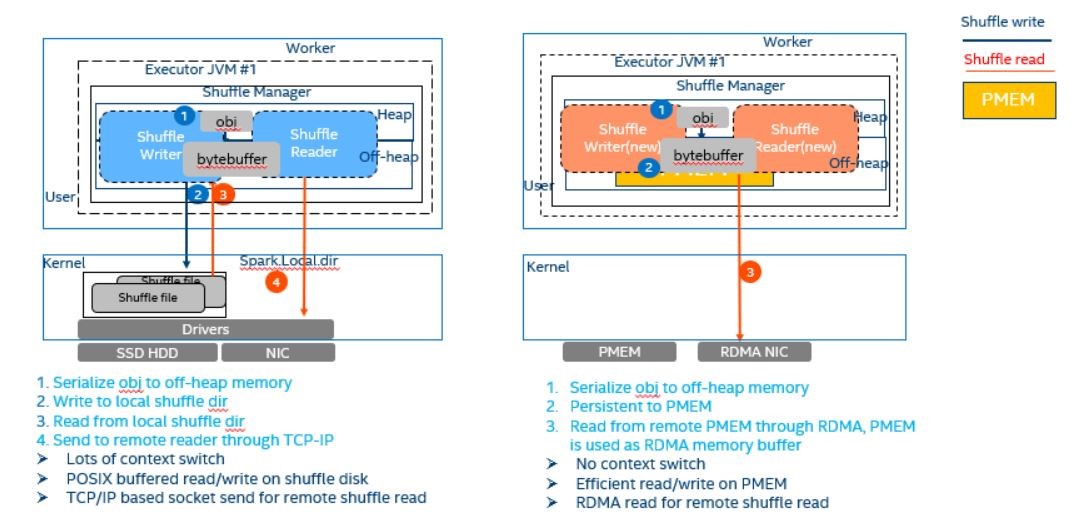 Shuffle write
Shuffle read
PMEM
Worker
Executor JVM #1
Shuffle Manager
1
obj
Heap
Shuffle
Writer
Shuffle
Reader
bytebuffer
Off-heap
User
2
3
Kernel
Spark.Local.dir
4
Shuffle file
Shuffle file
Drivers
SSD HDD
NIC
1. Serialize obj to off-heap memory
2. Write to local shuffle dir
3. Read from local shuffle dir
4. Send to remote reader through TCP-IP
➤ Lots of context switch
➤ POSIX buffered read/write on shuffle disk
➤ TCP/IP based socket send for remote shuffle read
Worker
Executor JVM #1
Shuffle Manager
1
obj
Heap
Shuffle
Writer(new)
Shuffle
Reader(new)
2
bytebuffer
Off-heap
User
Kernel
3
PMEM
RDMA NIC
1. Serialize obj to off-heap memory
2. Persistent to PMEM
3. Read from remote PMEM through RDMA, PMEM
is used as RDMA memory buffer
➤ No context switch
➤ Efficient read/write on PMEM
➤ RDMA read for remote shuffle read